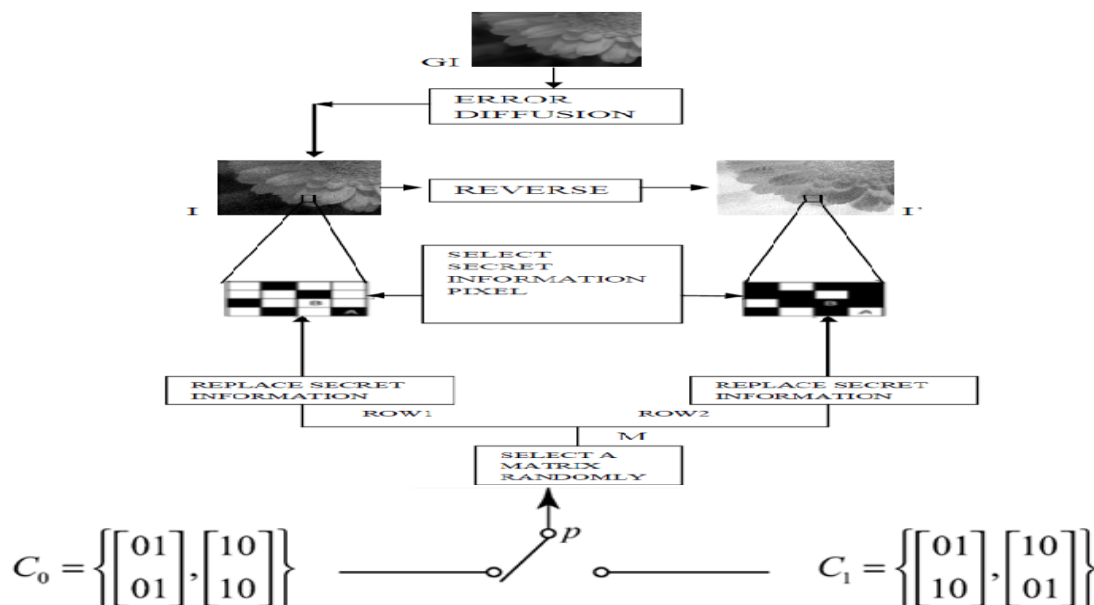 GI
ERROR
DIFFUSION
I
REVERSE
I'
SELECT
SECRET
INFORMATION
PIXEL
B
A
B
A
REPLACE SECRET
INFORMATION
REPLACE SECRET
INFORMATION
ROW1
ROW2
M
SELECT A
MATRIX
RANDOMLY
p
C₀ = {[01 01], [10 10]}
C₁ = {[01 10], [10 01]}